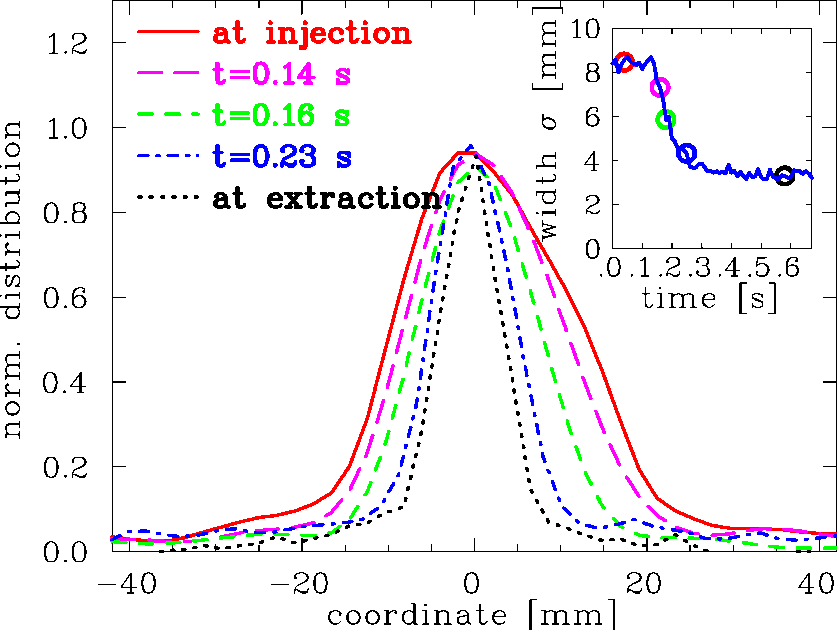 at injection
t=0.14 s
t=0.16 s
t=0.23 s
at extraction
norm. distribution
1.2
1.0
0.8
0.6
0.4
0.2
0.0
−40
−20
0
20
40
coordinate [mm]
width σ [mm]
10
8
6
4
2
0
.0 .1 .2 .3 .4 .5 .6
time [s]